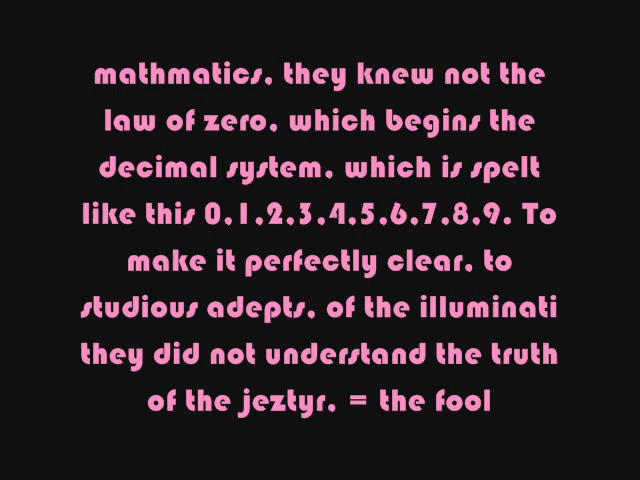 mathmatics, they knew not the
law of zero, which begins the
decimal system, which is spelt
like this 0,1,2,3,4,5,6,7,8,9. To
make it perfectly clear, to
studious adepts, of the illuminati
they did not understand the truth
of the jeztyr, = the fool